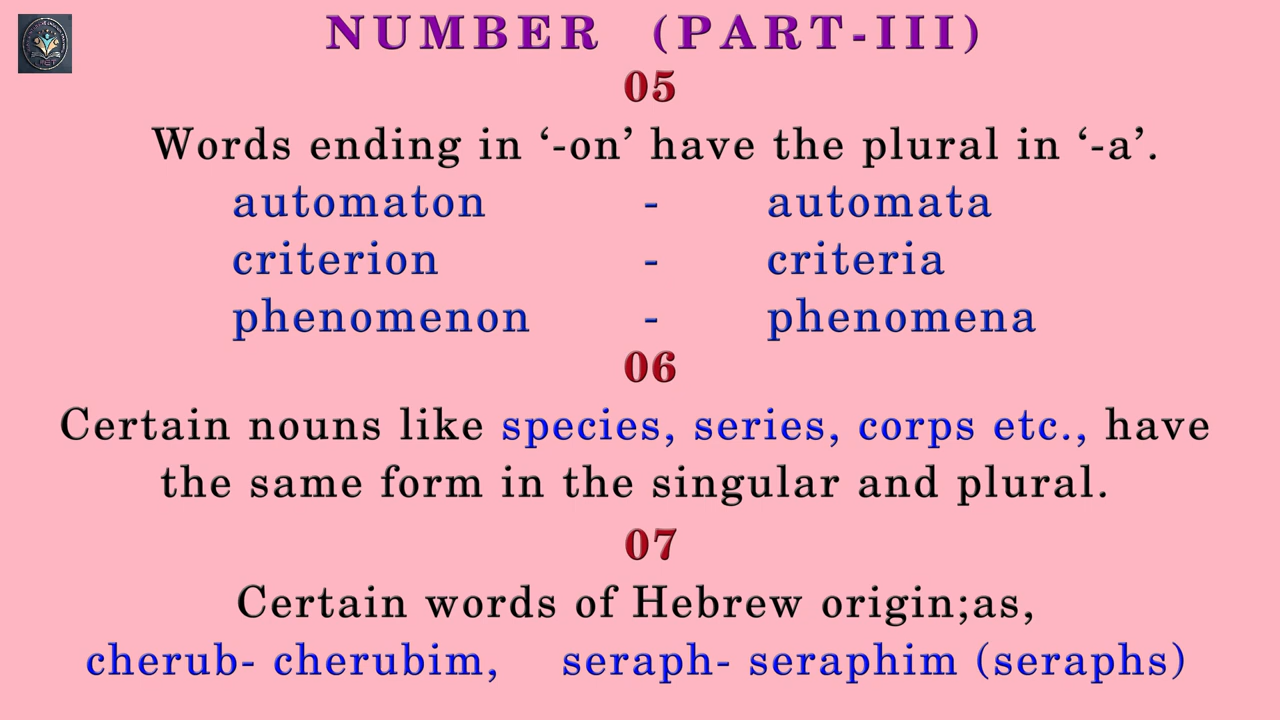 NUMBER (PART-III)
05
Words ending in ‘-on’ have the plural in ‘-a’.
automaton - automata
criterion - criteria
phenomenon - phenomena
06
Certain nouns like species, series, corps etc., have
the same form in the singular and plural.
07
Certain words of Hebrew origin;as,
cherub- cherubim, seraph- seraphim (seraphs)